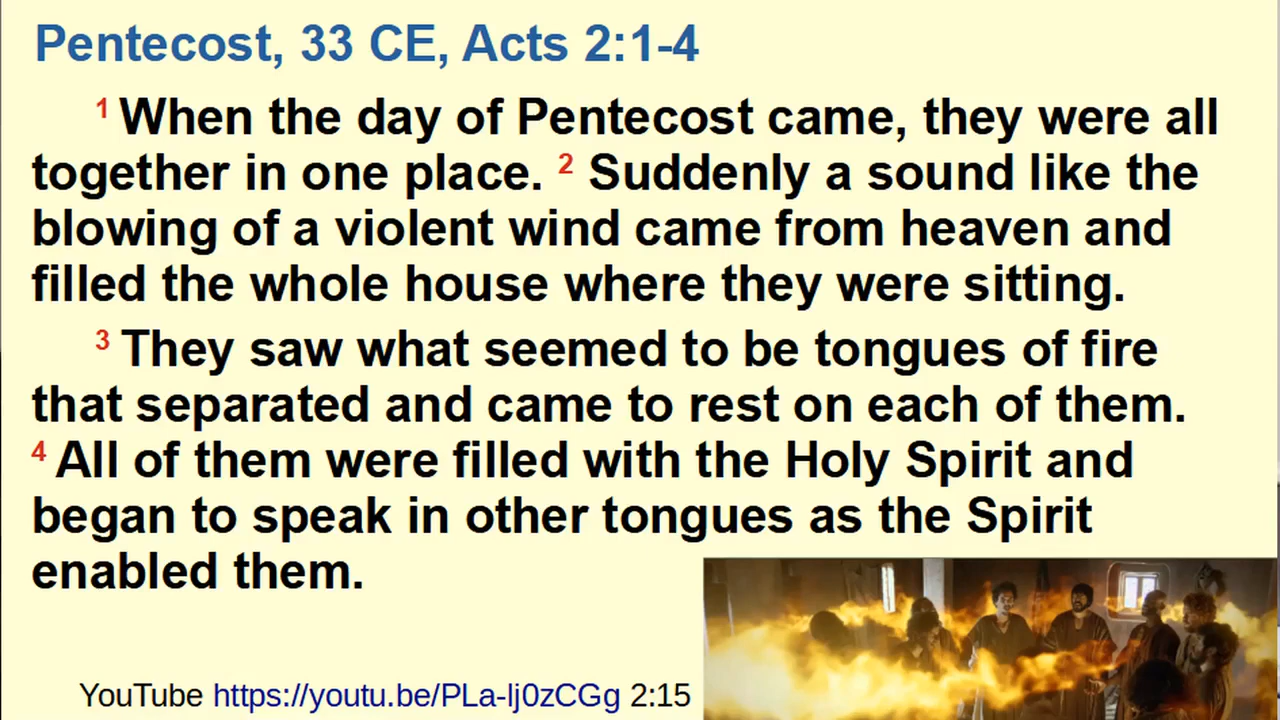 Pentecost, 33 CE, Acts 2:1-4
1 When the day of Pentecost came, they were all
together in one place. 2 Suddenly a sound like the
blowing of a violent wind came from heaven and
filled the whole house where they were sitting.
3 They saw what seemed to be tongues of fire
that separated and came to rest on each of them.
4 All of them were filled with the Holy Spirit and
began to speak in other tongues as the Spirit
enabled them.
YouTube https://youtu.be/PLa-lj0zCGg 2:15